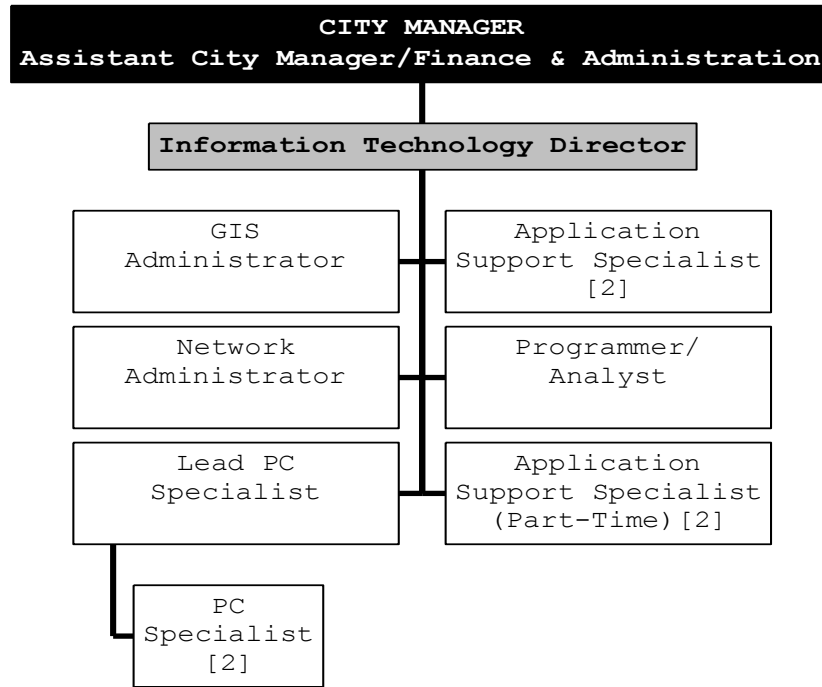 CITY MANAGER
Assistant City Manager/Finance & Administration
Information Technology Director
GIS
Administrator
Application
Support Specialist
[2]
Network
Administrator
Programmer/
Analyst
Lead PC
Specialist
Application
Support Specialist
(Part-Time)[2]
PC
Specialist
[2]